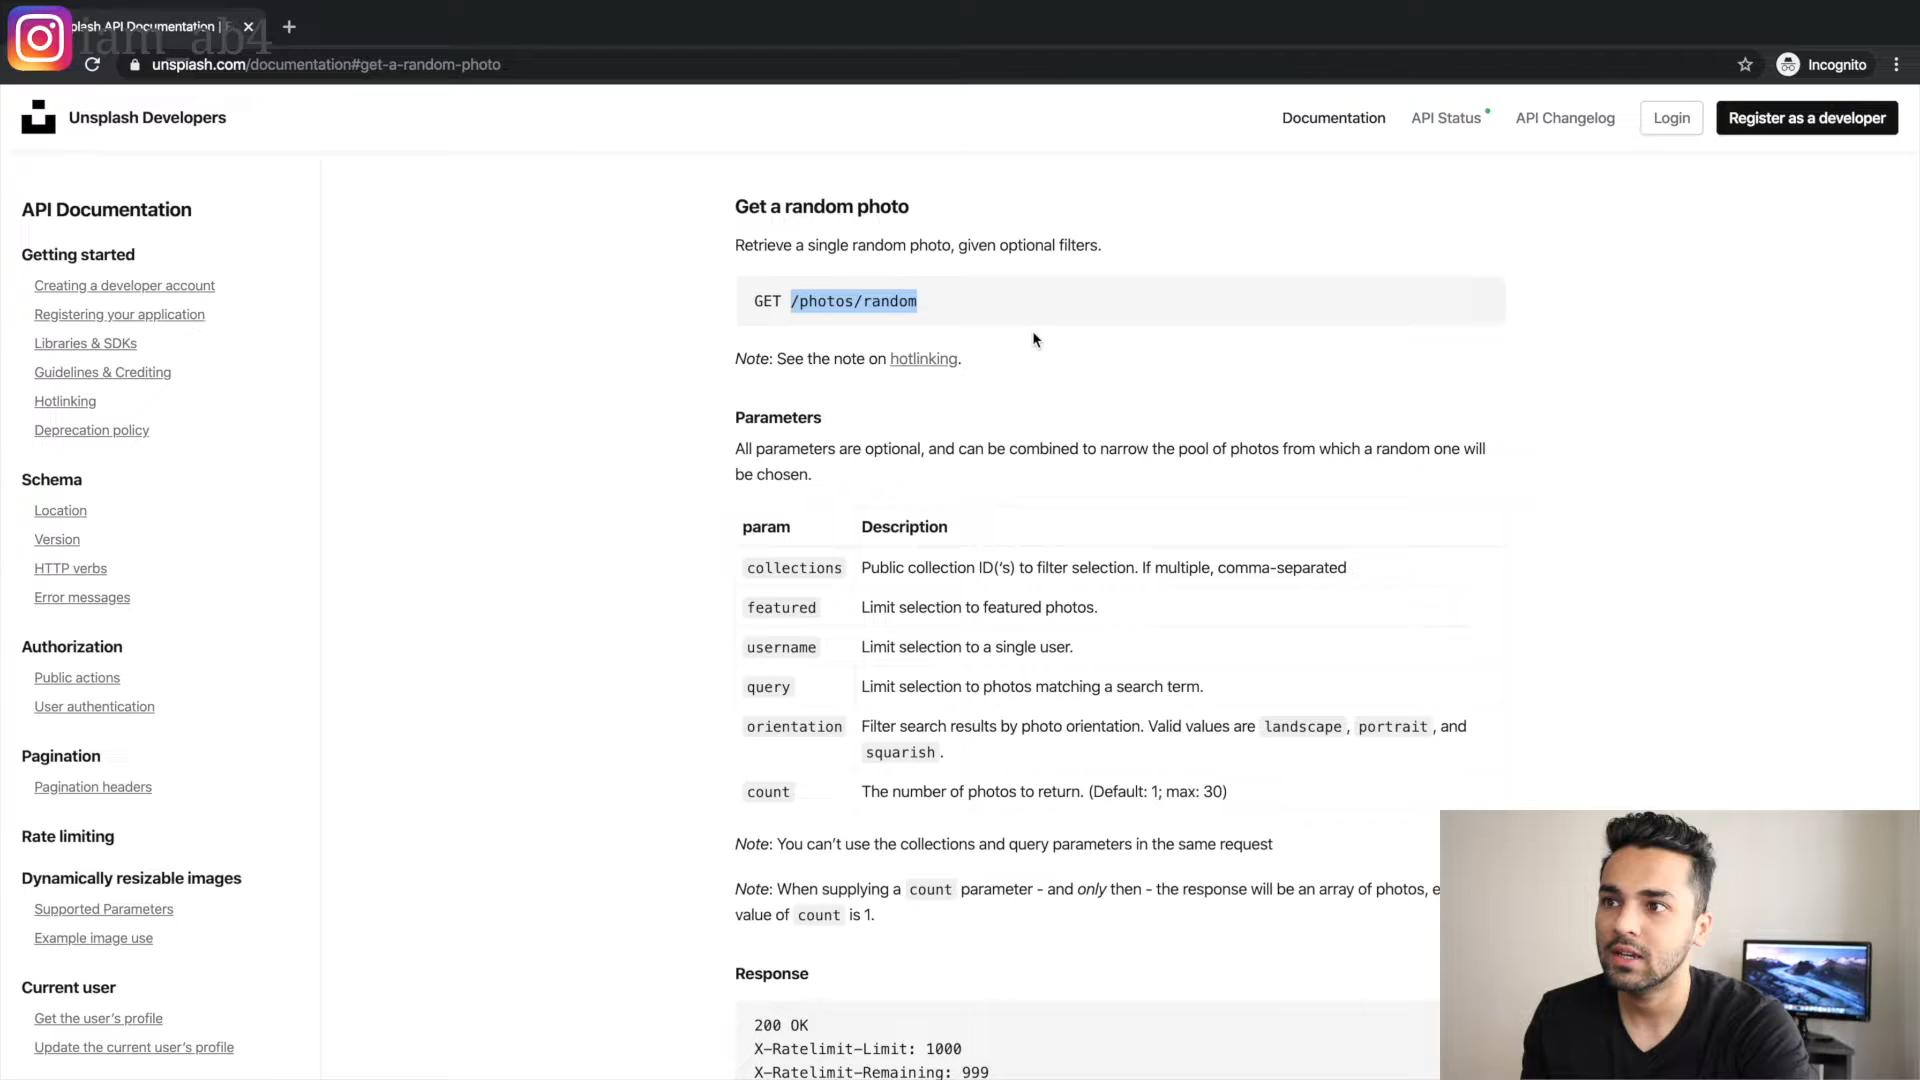 plash API Documentation | F
iam_ab4
unsplash.com/documentation#get-a-random-photo
Incognito
Unsplash Developers
Documentation
API Status
API Changelog
Login
Register as a developer
API Documentation
Getting started
Creating a developer account
Registering your application
Libraries & SDKs
Guidelines & Crediting
Hotlinking
Deprecation policy
Schema
Location
Version
HTTP verbs
Error messages
Authorization
Public actions
User authentication
Pagination
Pagination headers
Rate limiting
Dynamically resizable images
Supported Parameters
Example image use
Current user
Get the user’s profile
Update the current user’s profile
Get a random photo
Retrieve a single random photo, given optional filters.
GET /photos/random
Note: See the note on hotlinking.
Parameters
All parameters are optional, and can be combined to narrow the pool of photos from which a random one will
be chosen.
param Description
collections Public collection ID(‘s) to filter selection. If multiple, comma-separated
featured Limit selection to featured photos.
username Limit selection to a single user.
query Limit selection to photos matching a search term.
orientation Filter search results by photo orientation. Valid values are landscape, portrait, and
squarish.
count The number of photos to return. (Default: 1; max: 30)
Note: You can’t use the collections and query parameters in the same request
Note: When supplying a count parameter - and only then - the response will be an array of photos, e
value of count is 1.
Response
200 OK
X-Ratelimit-Limit: 1000
X-Ratelimit-Remaining: 999